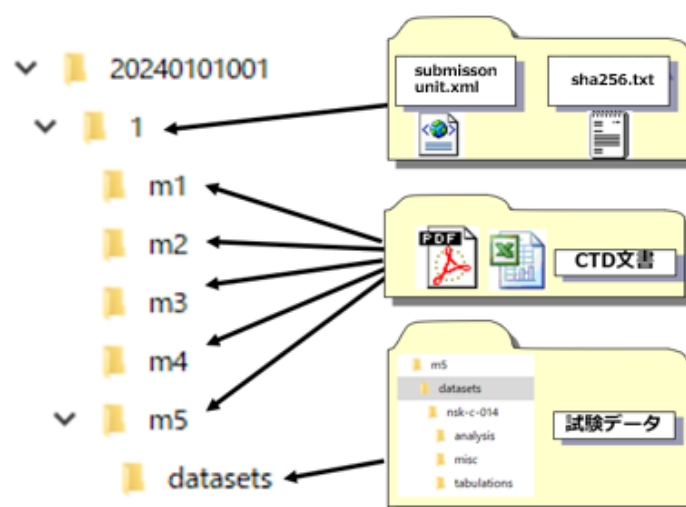 20240101001
1
m1
m2
m3
m4
m5
datasets
submisson
unit.xml
sha256.txt
PDF
CTD文書
m5
datasets
nsk-c-014
analysis
misc
tabulations
試験データ